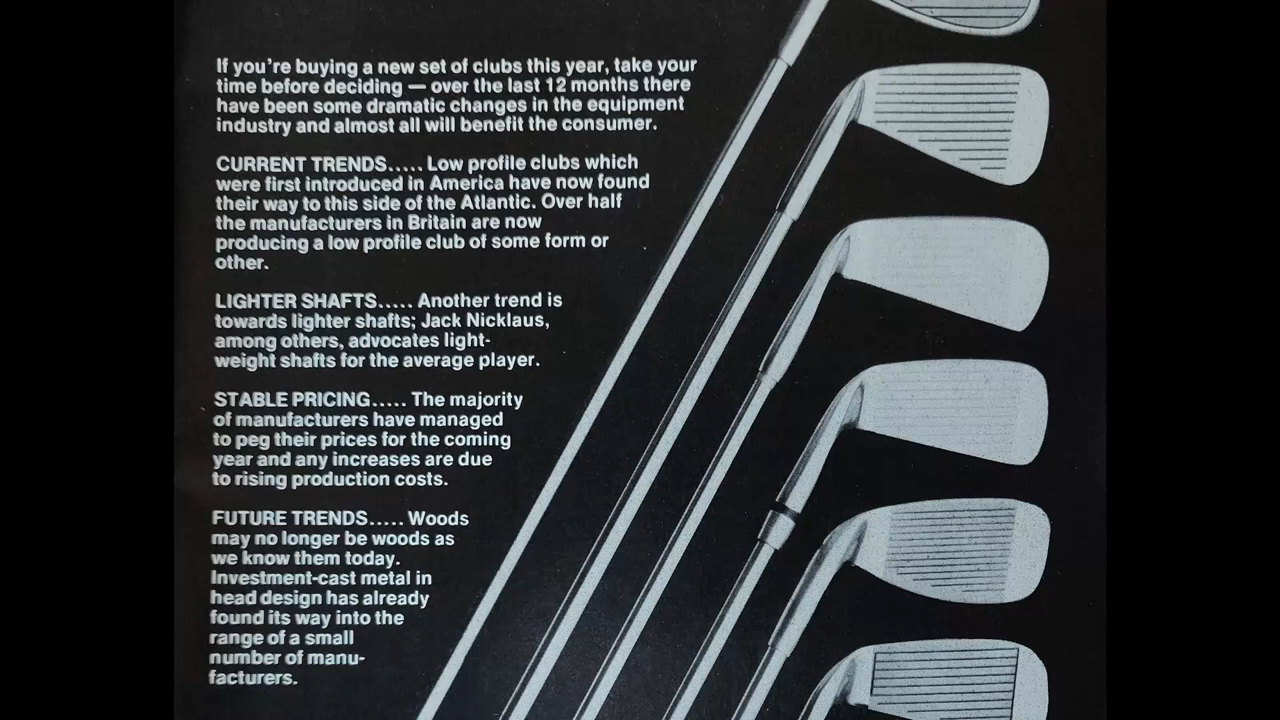 If you're buying a new set of clubs this year, take your
time before deciding — over the last 12 months there
have been some dramatic changes in the equipment
industry and almost all will benefit the consumer.
CURRENT TRENDS..... Low profile clubs which
were first introduced in America have now found
their way to this side of the Atlantic. Over half
the manufacturers in Britain are now
producing a low profile club of some form or
other.
LIGHTER SHAFTS..... Another trend is
towards lighter shafts; Jack Nicklaus,
among others, advocates light-
weight shafts for the average player.
STABLE PRICING..... The majority
of manufacturers have managed
to peg their prices for the coming
year and any increases are due
to rising production costs.
FUTURE TRENDS..... Woods
may no longer be woods as
we know them today.
Investment-cast metal in
head design has already
found its way into the
range of a small
number of manu-
facturers.